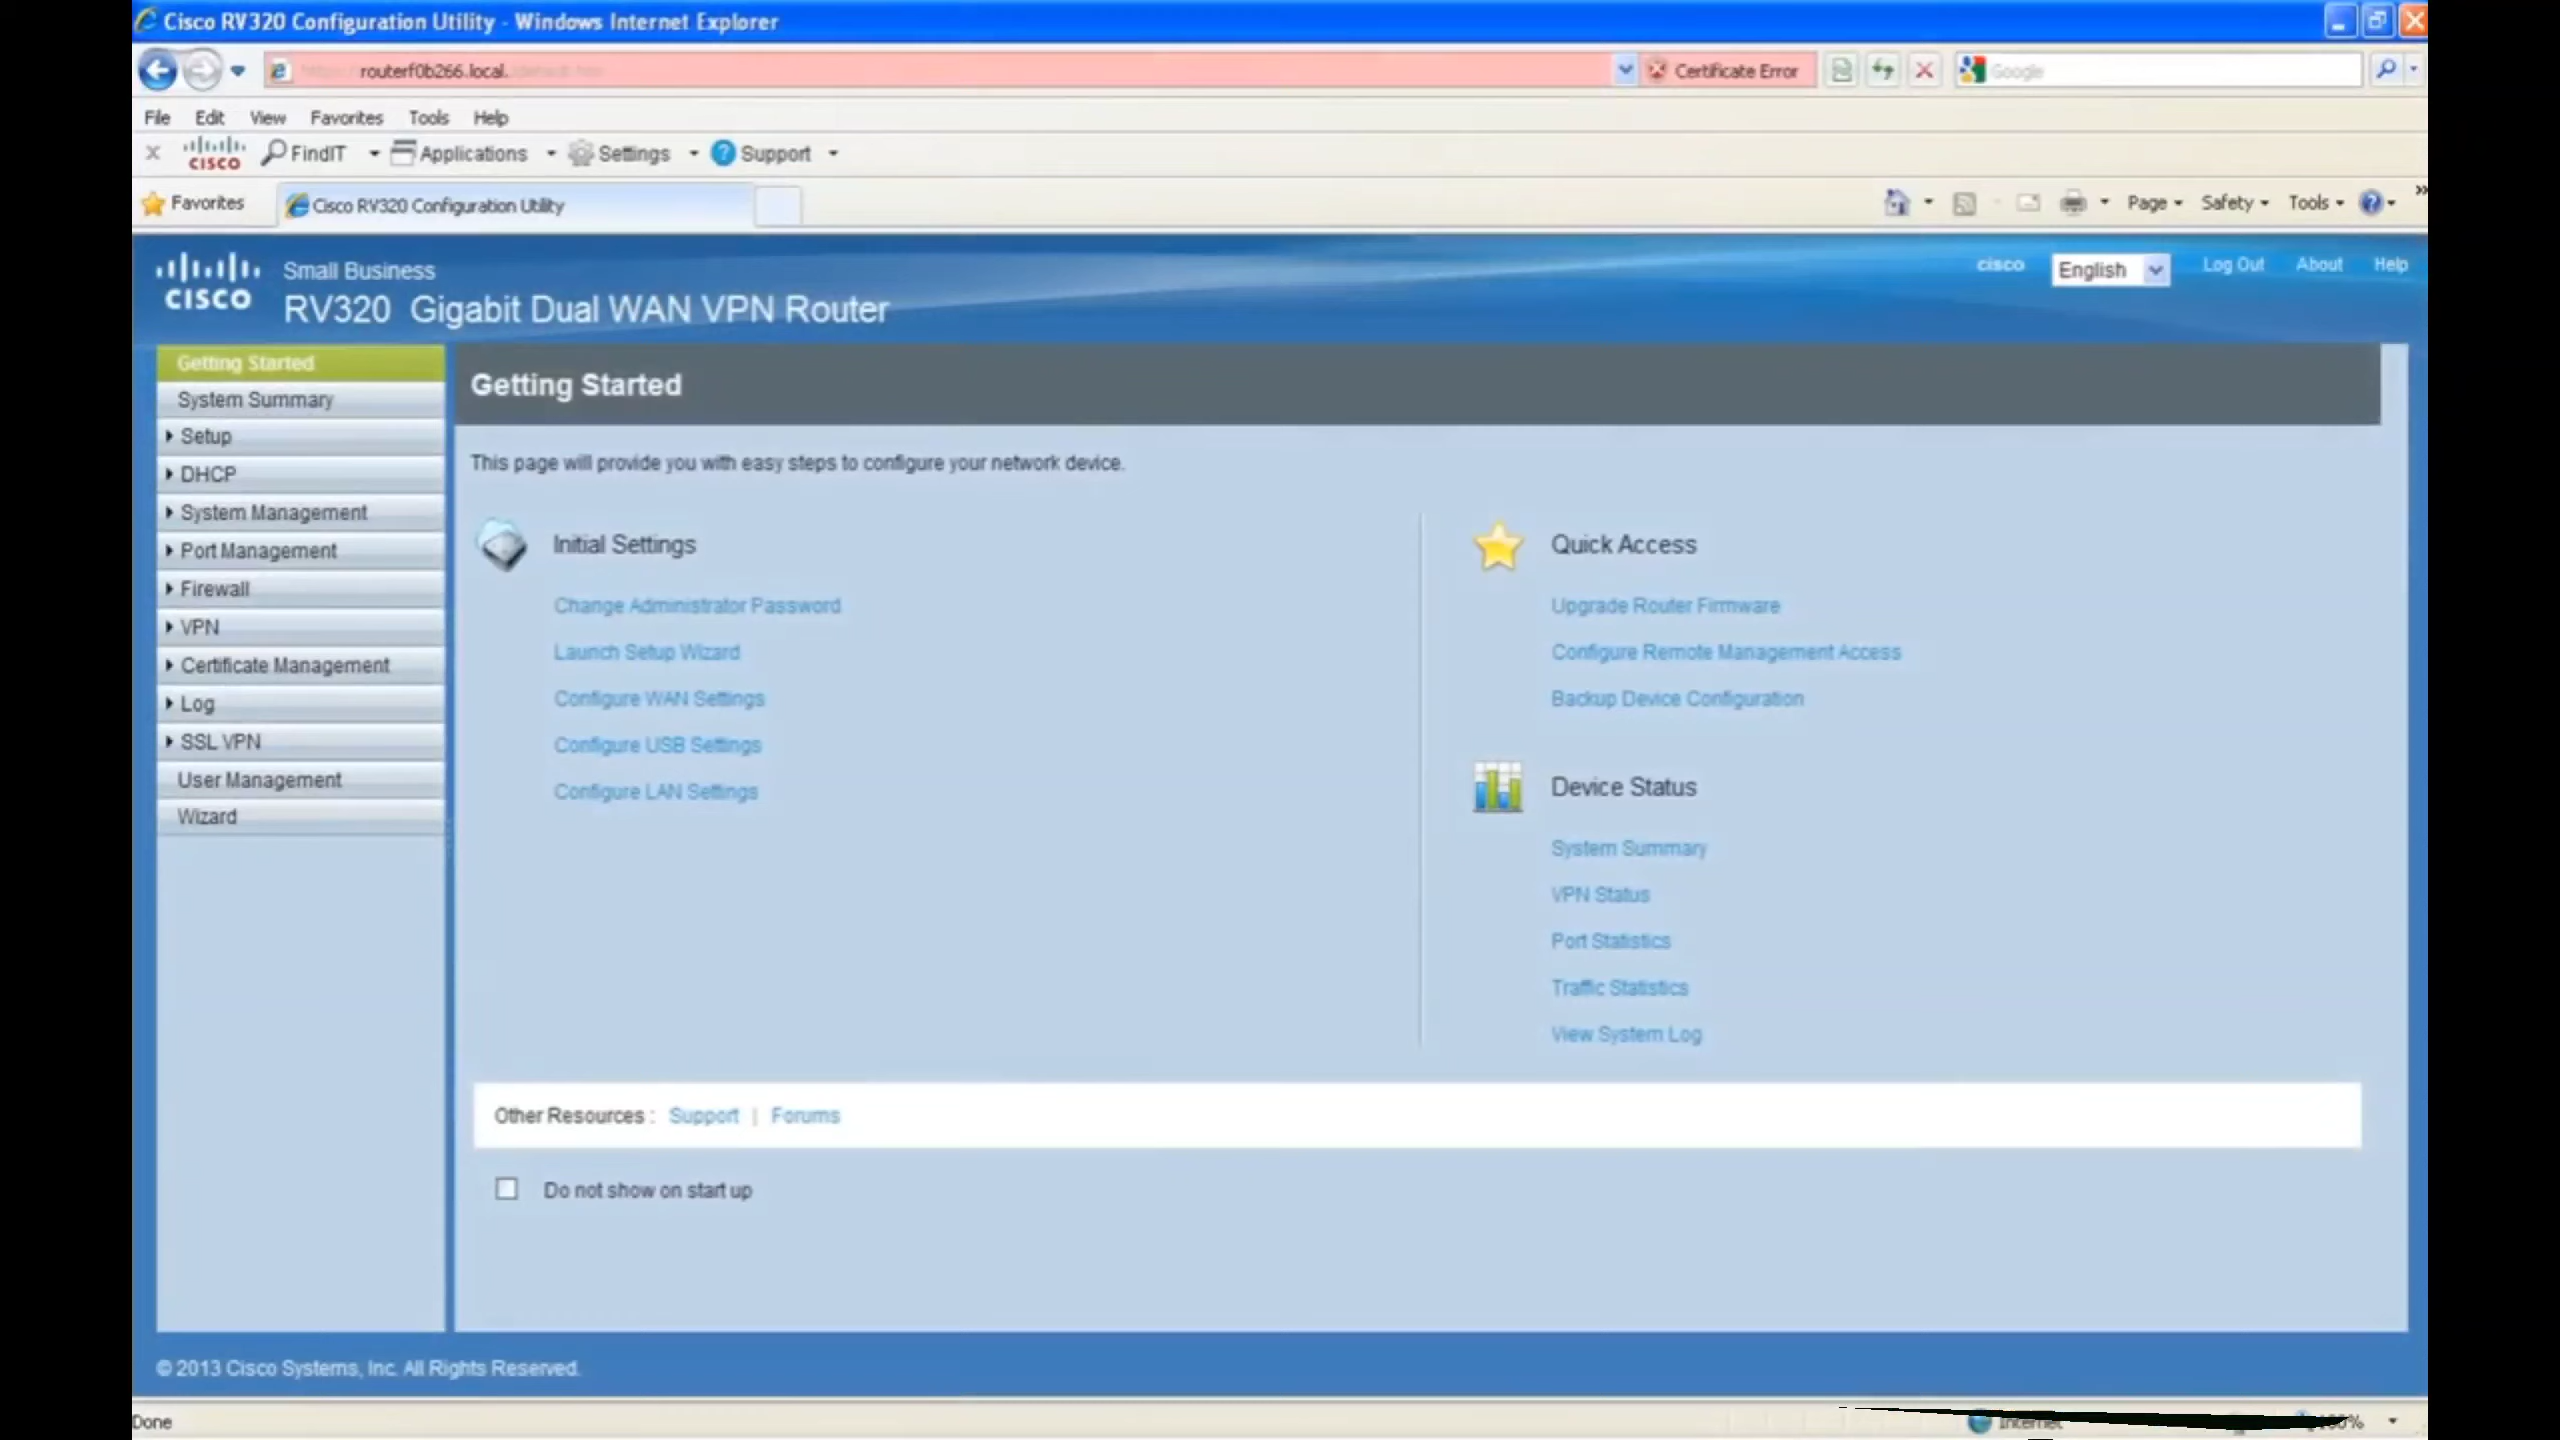 Cisco RV320 Configuration Utility - Windows Internet Explorer
routerf0b266.local. Certificate Error Google
File Edit View Favorites Tools Help
CISCO FindIT Applications Settings Support
Favorites Cisco RV320 Configuration Utility Page Safety Tools
Small Business cisco English Log Out About Help
CISCO RV320 Gigabit Dual WAN VPN Router
Getting Started
System Summary
Setup
DHCP
System Management
Port Management
Firewall
VPN
Certificate Management
Log
SSL VPN
User Management
Wizard
Getting Started
This page will provide you with easy steps to configure your network device.
Initial Settings
Change Administrator Password
Launch Setup Wizard
Configure WAN Settings
Configure USB Settings
Configure LAN Settings
Quick Access
Upgrade Router Firmware
Configure Remote Management Access
Backup Device Configuration
Device Status
System Summary
VPN Status
Port Statistics
Traffic Statistics
View System Log
Other Resources : Support | Forums
Do not show on start up
© 2013 Cisco Systems, Inc. All Rights Reserved.
Done Internet